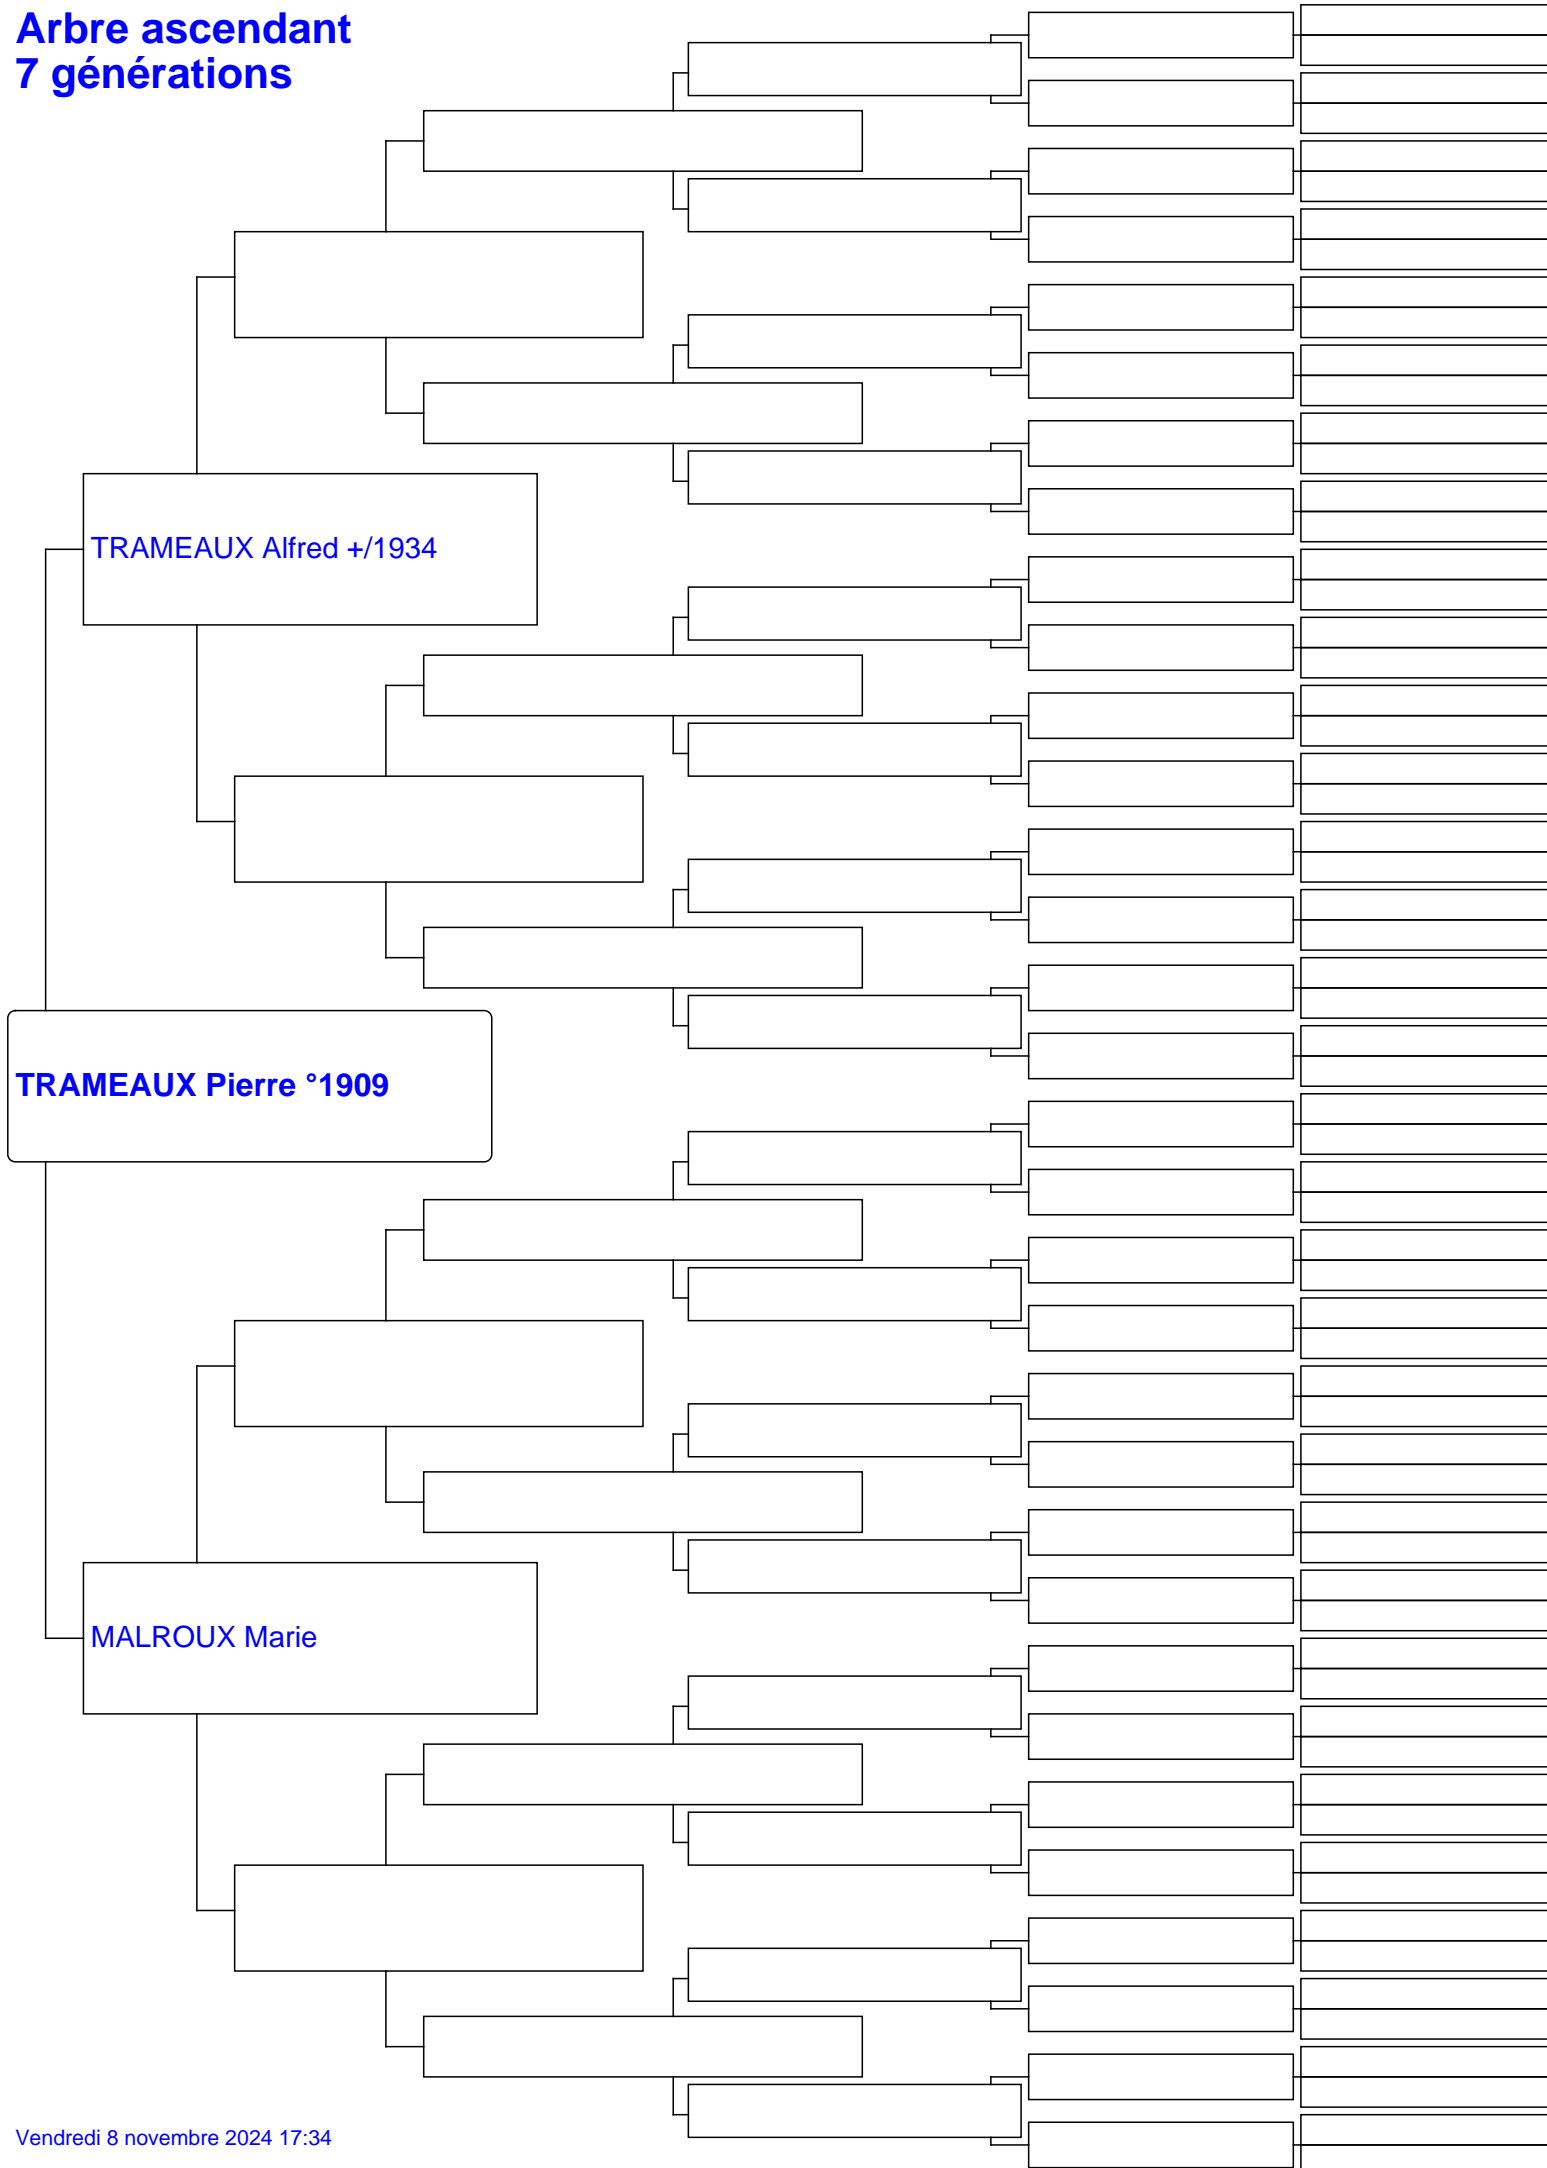 Arbre ascendant
7 générations
TRAMEAUX Alfred +/1934
TRAMEAUX Pierre °1909
MALROUX Marie
Vendredi 8 novembre 2024 17:34